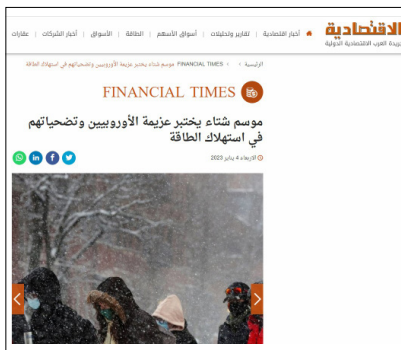 الاقتصادية
جريدة العرب الاقتصادية الدولية
أخبار اقتصادية | تقارير وتحليلات | أسواق الأسهم | الطاقة | الأسواق | أخبار الشركات | عقارات
الرئيسية > FINANCIAL TIMES > موسم شتاء يختبر عزيمة الأوروبيين وتضحياتهم في استهلاك الطاقة
FINANCIAL TIMES
موسم شتاء يختبر عزيمة الأوروبيين وتضحياتهم
في استهلاك الطاقة
الاربعاء 4 يناير 2023